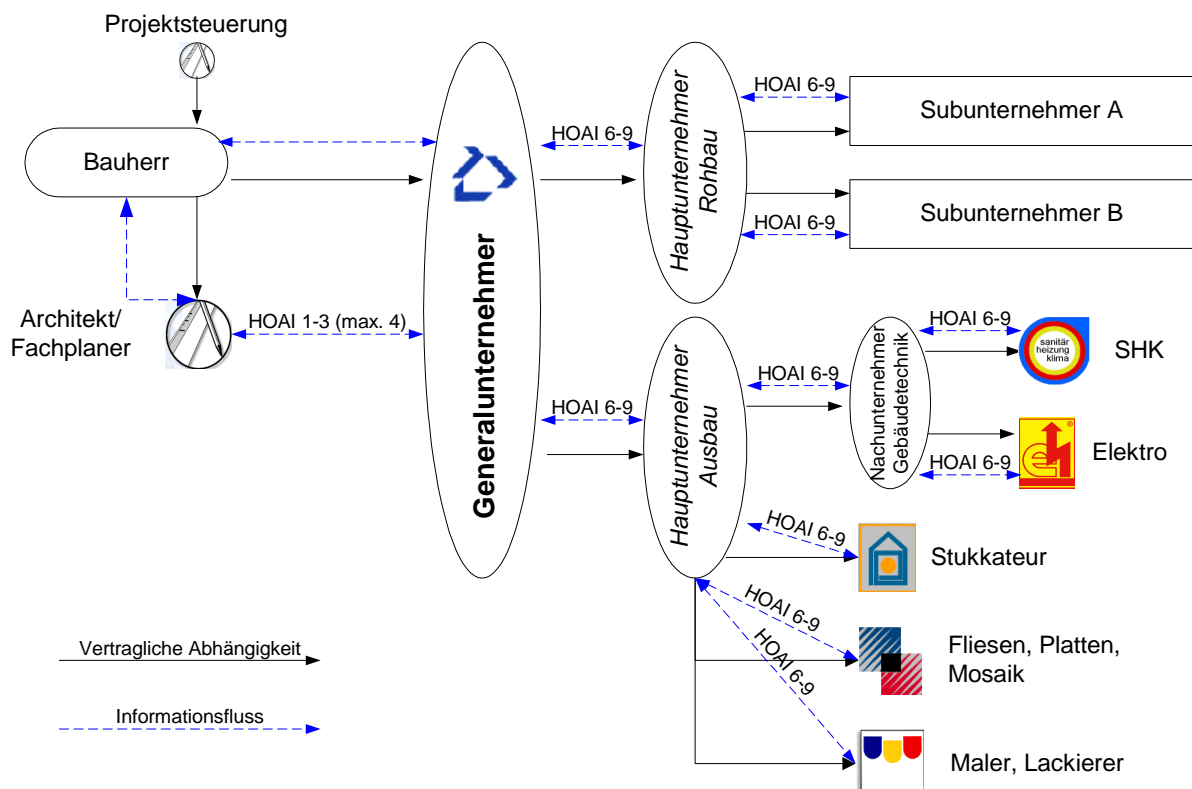 Projektsteuerung
Bauherr
Architekt/
Fachplaner
HOAI 1-3 (max. 4)
Generalunternehmer
HOAI 6-9
HOAI 6-9
Hauptunternehmer
Rohbau
HOAI 6-9
Subunternehmer A
Subunternehmer B
HOAI 6-9
Hauptunternehmer
Ausbau
HOAI 6-9
Nachunternehmer
Gebäudetechnik
HOAI 6-9
sanitär
heizung
klima
SHK
HOAI 6-9
e
®
Elektro
HOAI 6-9
Stukkateur
HOAI 6-9
Fliesen, Platten,
Mosaik
HOAI 6-9
Maler, Lackierer
Vertragliche Abhängigkeit
Informationsfluss